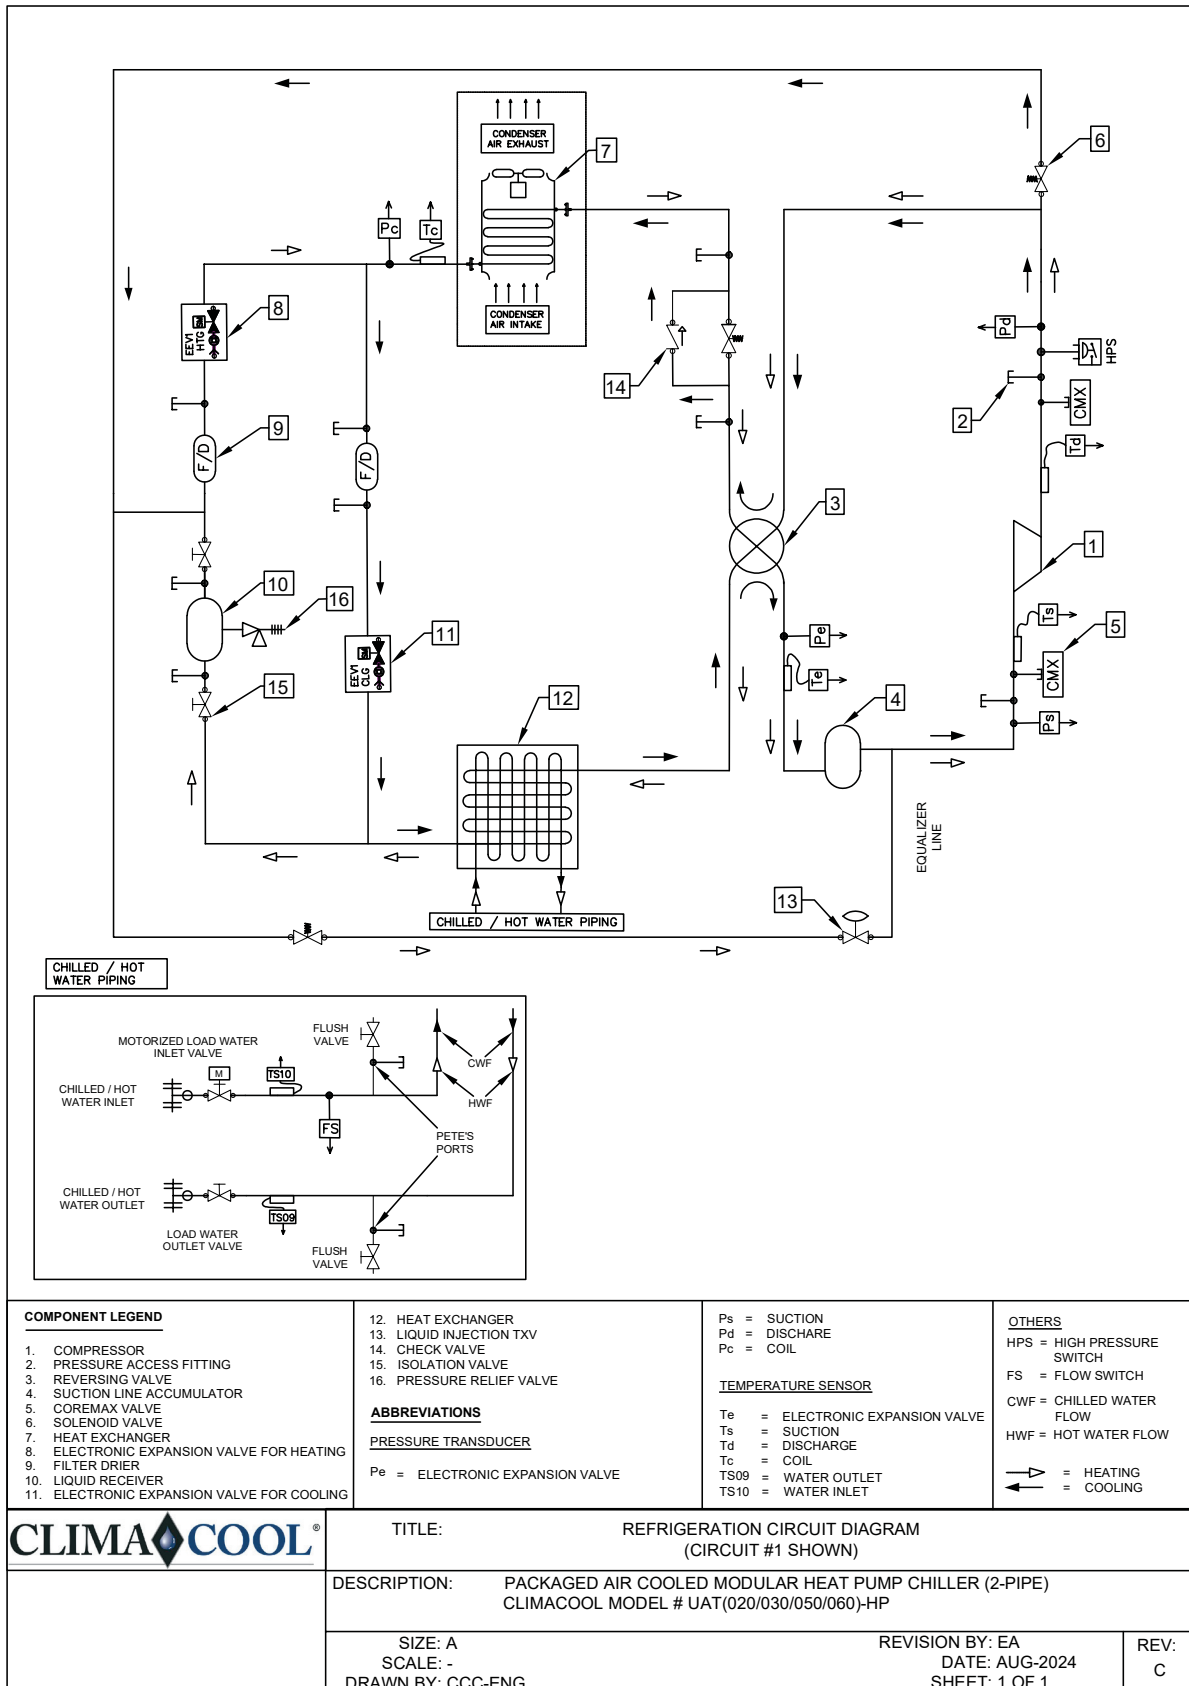 CONDENSER
AIR EXHAUST
7
6
Pc
Tc
CONDENSER
AIR INTAKE
8
EEV1
HTG
SM
14
Pd
HPS
2
CMX
9
F/D
F/D
Td
3
1
10
16
Ts
5
CMX
11
EEV1
CLG
SM
Pe
Te
15
12
4
Ps
EQUALIZER
LINE
13
CHILLED / HOT WATER PIPING
CHILLED / HOT
WATER PIPING
MOTORIZED LOAD WATER
INLET VALVE
FLUSH
VALVE
M
TS10
CWF
CHILLED / HOT
WATER INLET
HWF
FS
PETE'S
PORTS
CHILLED / HOT
WATER OUTLET
TS09
LOAD WATER
OUTLET VALVE
FLUSH
VALVE
COMPONENT LEGEND
1. COMPRESSOR
2. PRESSURE ACCESS FITTING
3. REVERSING VALVE
4. SUCTION LINE ACCUMULATOR
5. COREMAX VALVE
6. SOLENOID VALVE
7. HEAT EXCHANGER
8. ELECTRONIC EXPANSION VALVE FOR HEATING
9. FILTER DRIER
10. LIQUID RECEIVER
11. ELECTRONIC EXPANSION VALVE FOR COOLING
12. HEAT EXCHANGER
13. LIQUID INJECTION TXV
14. CHECK VALVE
15. ISOLATION VALVE
16. PRESSURE RELIEF VALVE
ABBREVIATIONS
PRESSURE TRANSDUCER
Pe = ELECTRONIC EXPANSION VALVE
Ps = SUCTION
Pd = DISCHARE
Pc = COIL
TEMPERATURE SENSOR
Te = ELECTRONIC EXPANSION VALVE
Ts = SUCTION
Td = DISCHARGE
Tc = COIL
TS09 = WATER OUTLET
TS10 = WATER INLET
OTHERS
HPS = HIGH PRESSURE
SWITCH
FS = FLOW SWITCH
CWF = CHILLED WATER
FLOW
HWF = HOT WATER FLOW
= HEATING
= COOLING
CLIMACOOL®
TITLE: REFRIGERATION CIRCUIT DIAGRAM
(CIRCUIT #1 SHOWN)
DESCRIPTION: PACKAGED AIR COOLED MODULAR HEAT PUMP CHILLER (2-PIPE)
CLIMACOOL MODEL # UAT(020/030/050/060)-HP
SIZE: A
SCALE: -
DRAWN BY: CCC-ENG
REVISION BY: EA
DATE: AUG-2024
SHEET: 1 OF 1
REV:
C